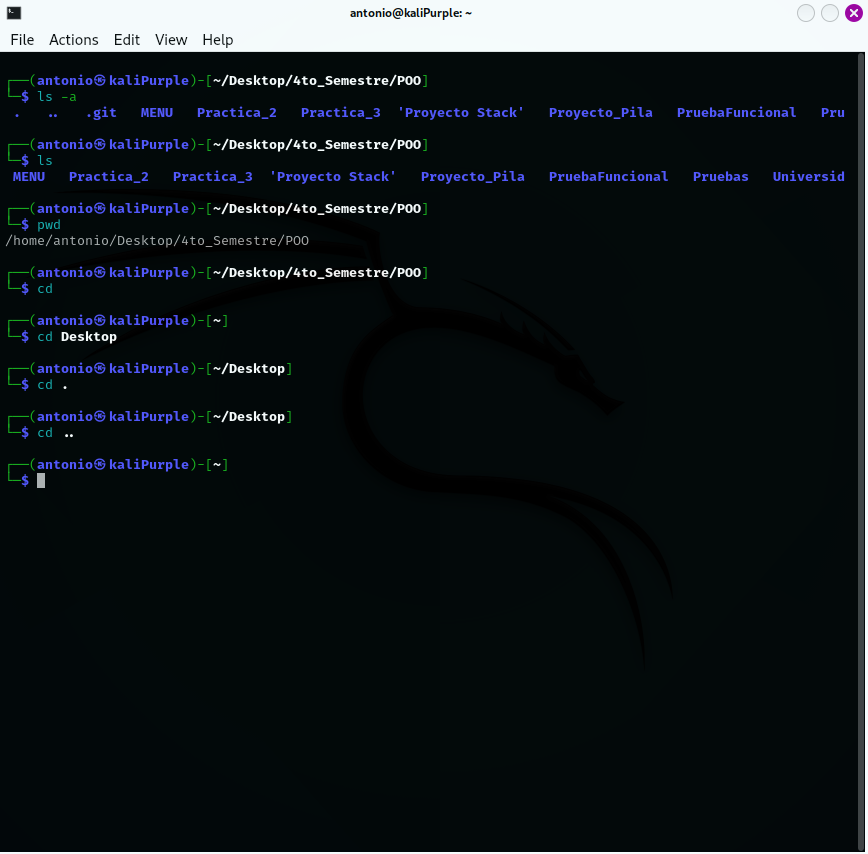 antonio@kaliPurple: ~
File Actions Edit View Help
┌──(antonio㉿kaliPurple)-[~/Desktop/4to_Semestre/POO]
└─$ ls -a
. .. .git MENU Practica_2 Practica_3 'Proyecto Stack' Proyecto_Pila PruebaFuncional Pru
┌──(antonio㉿kaliPurple)-[~/Desktop/4to_Semestre/POO]
└─$ ls
MENU Practica_2 Practica_3 'Proyecto Stack' Proyecto_Pila PruebaFuncional Pruebas Universid
┌──(antonio㉿kaliPurple)-[~/Desktop/4to_Semestre/POO]
└─$ pwd
/home/antonio/Desktop/4to_Semestre/POO
┌──(antonio㉿kaliPurple)-[~/Desktop/4to_Semestre/POO]
└─$ cd
┌──(antonio㉿kaliPurple)-[~]
└─$ cd Desktop
┌──(antonio㉿kaliPurple)-[~/Desktop]
└─$ cd .
┌──(antonio㉿kaliPurple)-[~/Desktop]
└─$ cd ..
┌──(antonio㉿kaliPurple)-[~]
└─$